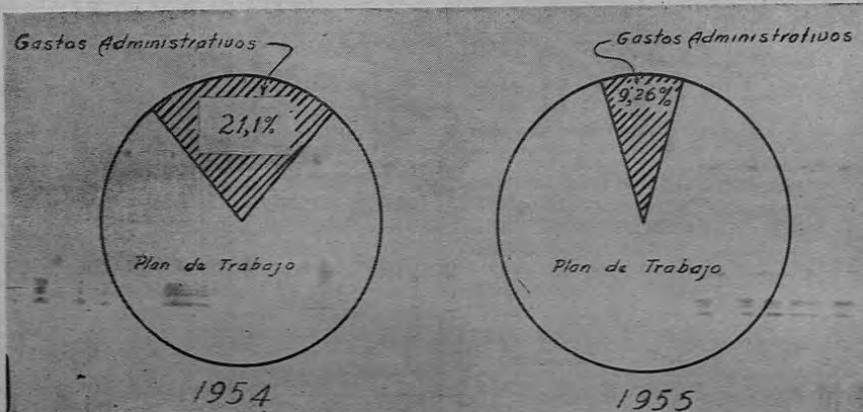 Gastos Administrativos
21,1%
Plan de Trabajo
1954
Gastos Administrativos
9,26%
Plan de Trabajo
1955